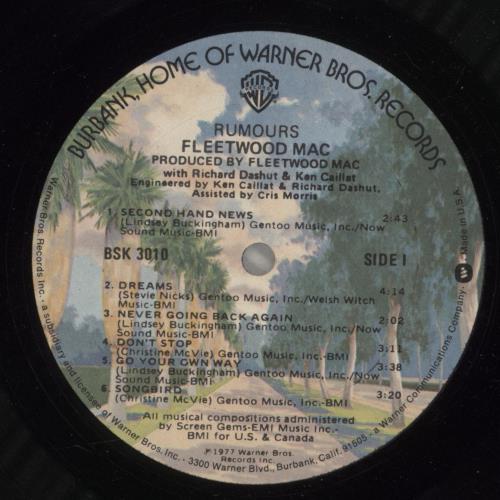 BURBANK, HOME OF WARNER BROS. RECORDS
RUMOURS
FLEETWOOD MAC
PRODUCED BY FLEETWOOD MAC
with Richard Dashut & Ken Caillat
Engineered by Ken Caillat & Richard Dashut,
Assisted by Cris Morris
1. SECOND HAND NEWS 2:43
(Lindsey Buckingham) Gentoo Music, Inc./Now
Sound Music-BMI
BSK 3010 SIDE 1
2. DREAMS 4:14
(Stevie Nicks) Gentoo Music, Inc./Welsh Witch
Music-BMI
3. NEVER GOING BACK AGAIN 2:02
(Lindsey Buckingham) Gentoo Music, Inc./Now
Sound Music-BMI
4. DON'T STOP 3:11
(Christine McVie) Gentoo Music, Inc.-BMI
5. GO YOUR OWN WAY 3:38
(Lindsey Buckingham) Gentoo Music, Inc./Now
Sound Music-BMI
6. SONGBIRD 3:20
(Christine McVie) Gentoo Music, Inc.-BMI
All musical compositions administered
by Screen Gems-EMI Music Inc.-
BMI for U.S. & Canada
℗ 1977 Warner Bros.
Records Inc.
Warner Bros. Records Inc. - a subsidiary and licensee of Warner Bros. Inc. - 3300 Warner Blvd., Burbank, Calif. 91505 - a Warner Communications Company. Made in U.S.A.